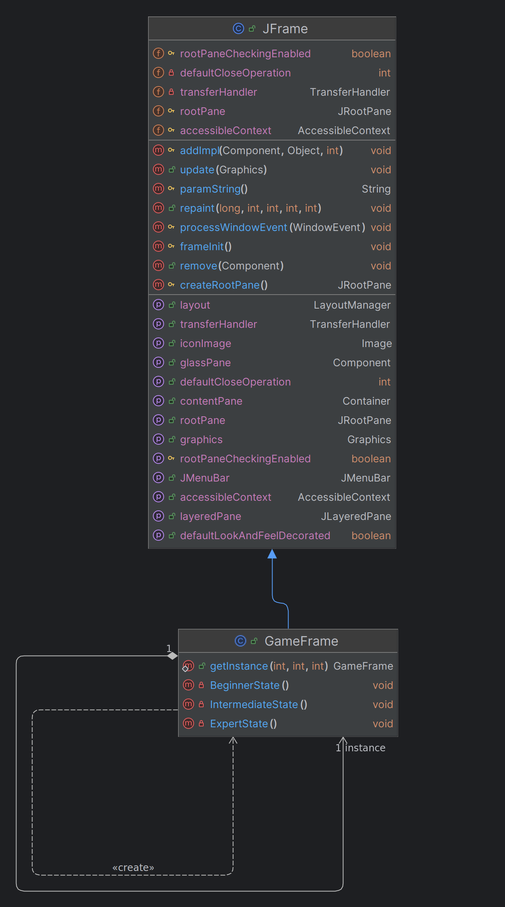 JFrame
rootPaneCheckingEnabled boolean
defaultCloseOperation int
transferHandler TransferHandler
rootPane JRootPane
accessibleContext AccessibleContext
addImpl(Component, Object, int) void
update(Graphics) void
paramString() String
repaint(long, int, int, int, int) void
processWindowEvent(WindowEvent) void
frameInit() void
remove(Component) void
createRootPane() JRootPane
layout LayoutManager
transferHandler TransferHandler
iconImage Image
glassPane Component
defaultCloseOperation int
contentPane Container
rootPane JRootPane
graphics Graphics
rootPaneCheckingEnabled boolean
JMenuBar JMenuBar
accessibleContext AccessibleContext
layeredPane JLayeredPane
defaultLookAndFeelDecorated boolean
GameFrame
1
getInstance(int, int, int) GameFrame
BeginnerState() void
IntermediateState() void
ExpertState() void
1 instance
«create»